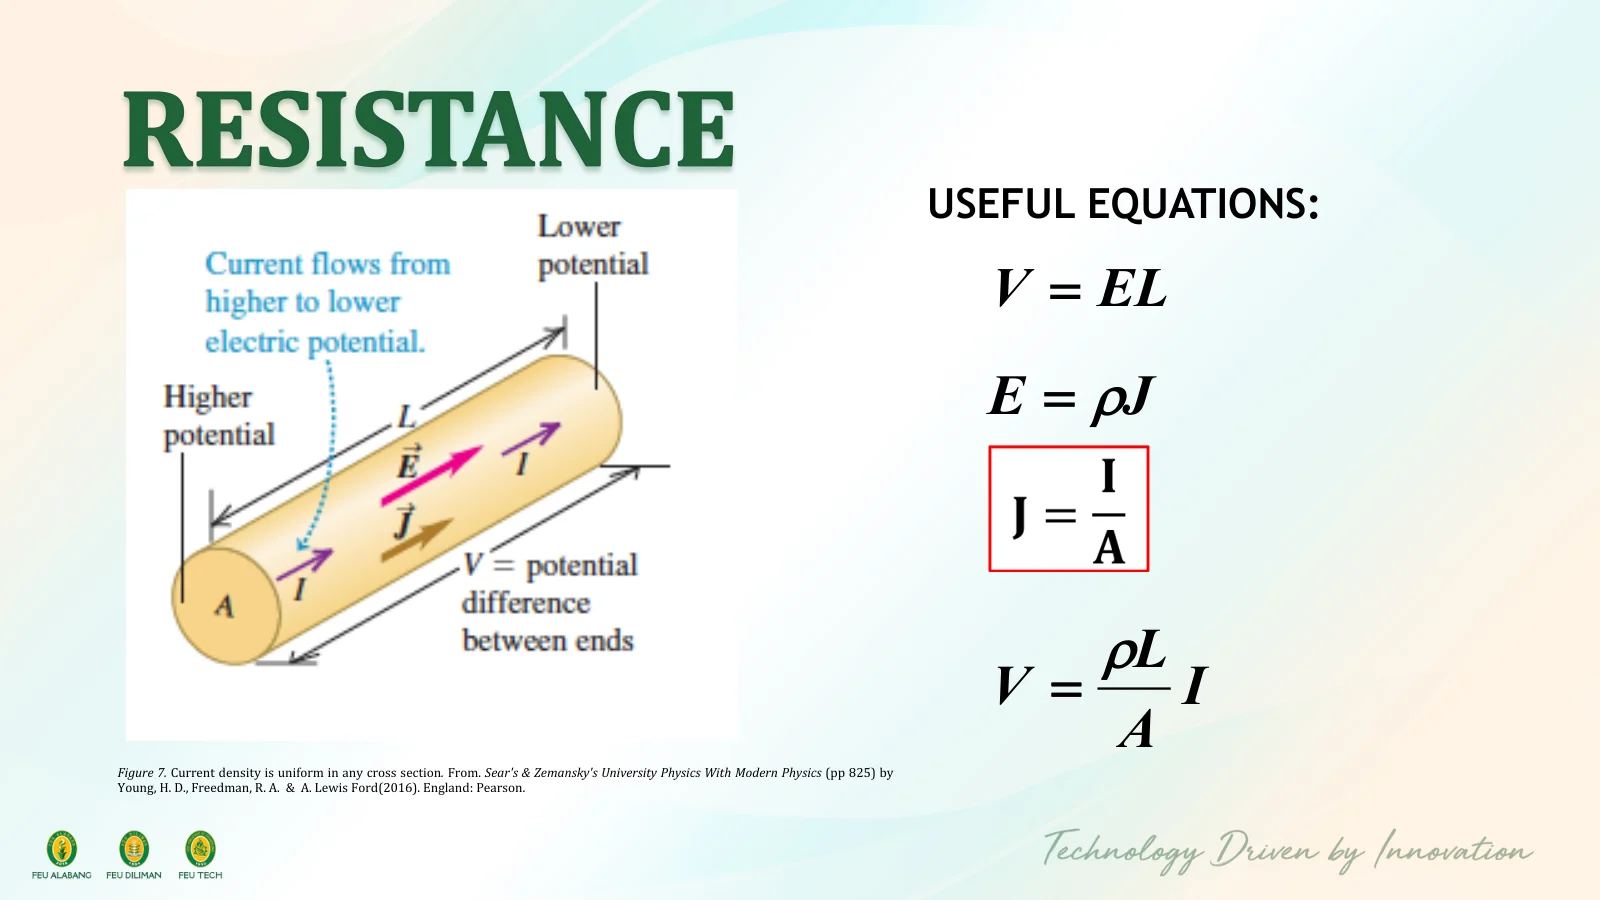 RESISTANCE
Lower
potential
Current flows from
higher to lower
electric potential.
Higher
potential
L
E
I
J
I
A
V = potential
difference
between ends
USEFUL EQUATIONS:
V = EL
E = ρJ
J = I/A
V = ρL/A I
Figure 7. Current density is uniform in any cross section. From. Sear's & Zemansky's University Physics With Modern Physics (pp 825) by
Young, H. D., Freedman, R. A. & A. Lewis Ford(2016). England: Pearson.
FEU ALABANG
FEU DILIMAN
FEU TECH
Technology Driven by Innovation